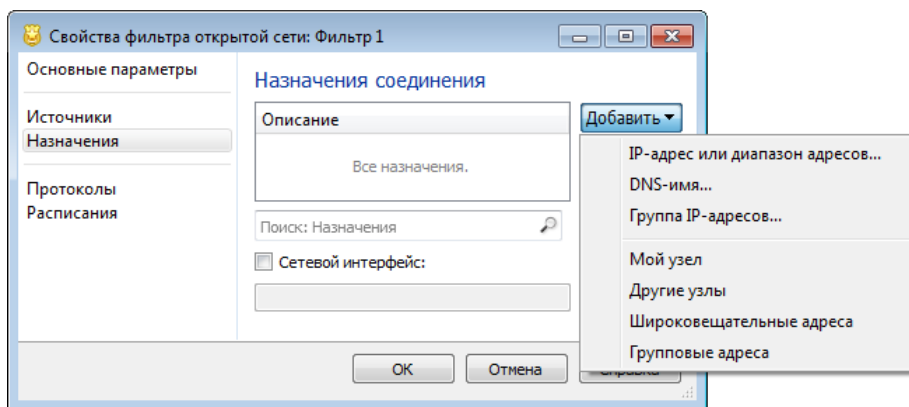 Свойства фильтра открытой сети: Фильтр 1
Основные параметры
Источники
Назначения
Протоколы
Расписания
Назначения соединения
Описание
Все назначения.
Поиск: Назначения
Сетевой интерфейс:
Добавить
IP-адрес или диапазон адресов...
DNS-имя...
Группа IP-адресов...
Мой узел
Другие узлы
Широковещательные адреса
Групповые адреса
ОК
Отмена